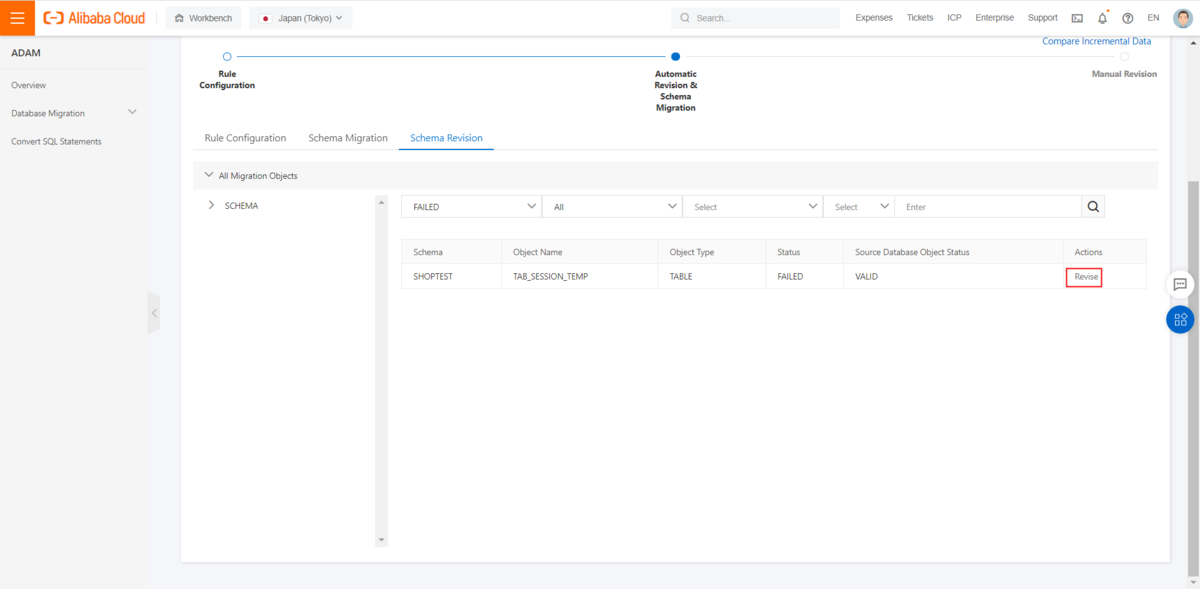 Alibaba Cloud Workbench Japan (Tokyo) Search... Expenses Tickets ICP Enterprise Support EN
ADAM
Compare Incremental Data
Rule
Configuration
Automatic
Revision &
Schema
Migration
Manual Revision
Overview
Database Migration
Convert SQL Statements
Rule Configuration Schema Migration Schema Revision
All Migration Objects
SCHEMA
FAILED All Select Select Enter
Schema Object Name Object Type Status Source Database Object Status Actions
SHOPTEST TAB_SESSION_TEMP TABLE FAILED VALID Revise